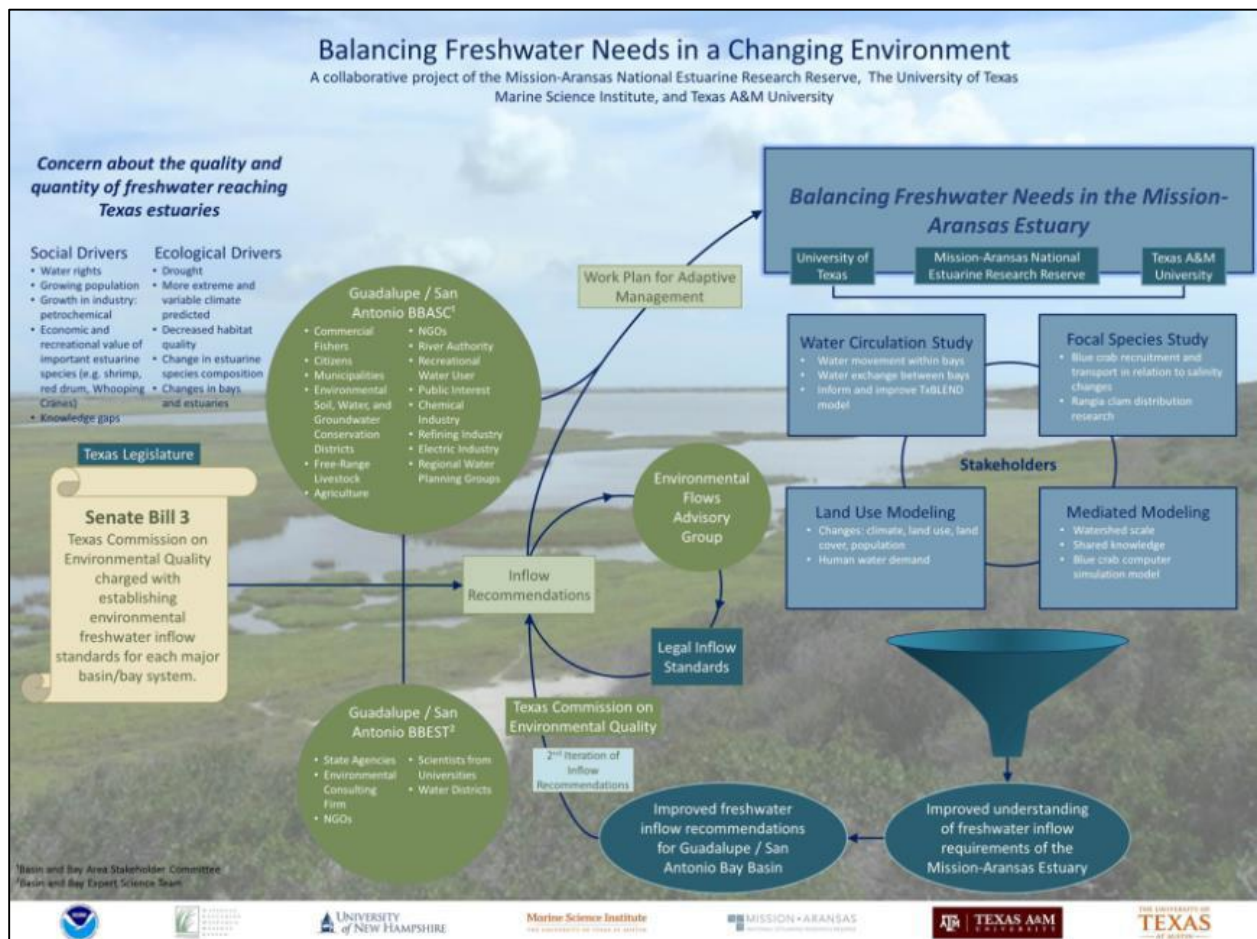 Balancing Freshwater Needs in a Changing Environment
A collaborative project of the Mission-Aransas National Estuarine Research Reserve, The University of Texas
Marine Science Institute, and Texas A&M University
Concern about the quality and
quantity of freshwater reaching
Texas estuaries
Social Drivers
• Water rights
• Growing population
• Growth in industry:
petrochemical
• Economic and
recreational value of
important estuarine
species (e.g. shrimp,
red drum, Whooping
Cranes)
• Knowledge gaps
Ecological Drivers
• Drought
• More extreme and
variable climate
predicted
• Decreased habitat
quality
• Change in estuarine
species composition
• Changes in bays
and estuaries
Texas Legislature
Senate Bill 3
Texas Commission on
Environmental Quality
charged with
establishing
environmental
freshwater inflow
standards for each major
basin/bay system.
Guadalupe / San
Antonio BBASC¹
• Commercial
Fishers
• Citizens
• Municipalities
• Environmental
Soil, Water, and
Groundwater
Conservation
Districts
• Free-Range
Livestock
• Agriculture
• NGOs
• River Authority
• Recreational
Water User
• Public Interest
• Chemical
Industry
• Refining Industry
• Electric Industry
• Regional Water
Planning Groups
Guadalupe / San
Antonio BBEST²
• State Agencies
• Environmental
Consulting
Firm
• NGOs
• Scientists from
Universities
• Water Districts
Inflow
Recommendations
Work Plan for Adaptive
Management
Environmental
Flows
Advisory
Group
Legal Inflow
Standards
Texas Commission on
Environmental Quality
2nd Iteration of
Inflow
Recommendations
Balancing Freshwater Needs in the Mission-
Aransas Estuary
University of
Texas
Mission-Aransas National
Estuarine Research Reserve
Texas A&M
University
Water Circulation Study
• Water movement within bays
• Water exchange between bays
• Inform and improve TxBLEND
model
Focal Species Study
• Blue crab recruitment and
transport in relation to salinity
changes
• Rangia clam distribution
research
Stakeholders
Land Use Modeling
• Changes: climate, land use, land
cover, population
• Human water demand
Mediated Modeling
• Watershed scale
• Shared knowledge
• Blue crab computer
simulation model
Improved understanding
of freshwater inflow
requirements of the
Mission-Aransas Estuary
Improved freshwater
inflow recommendations
for Guadalupe / San
Antonio Bay Basin
¹Basin and Bay Area Stakeholder Committee
²Basin and Bay Expert Science Team
UNIVERSITY
of NEW HAMPSHIRE
Marine Science Institute
THE UNIVERSITY OF TEXAS AT AUSTIN
MISSION • ARANSAS
NATIONAL ESTUARINE RESEARCH RESERVE
TEXAS A&M
UNIVERSITY
THE UNIVERSITY OF
TEXAS
AT AUSTIN